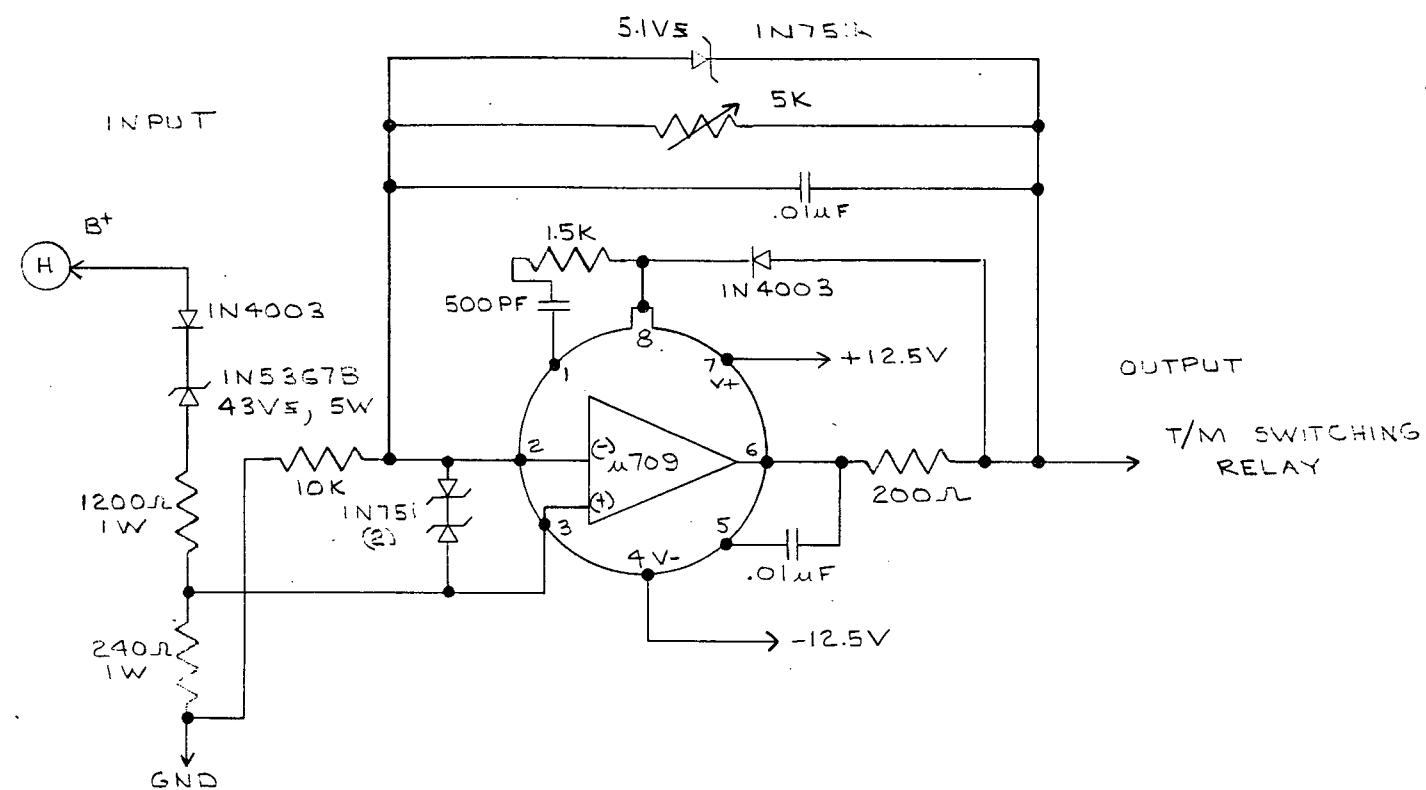 5.1Vz 1N751A
5K
INPUT
.01µF
B+
1.5K
H
1N4003
500PF
1N4003
8
7
V+
+12.5V
1
OUTPUT
1N5367B
43Vz, 5W
T/M SWITCHING
RELAY
2
(-)
µ709
6
10K
200Ω
1200Ω
1W
1N751
(2)
(+)
3
5
4 V-
.01µF
-12.5V
240Ω
1W
GND